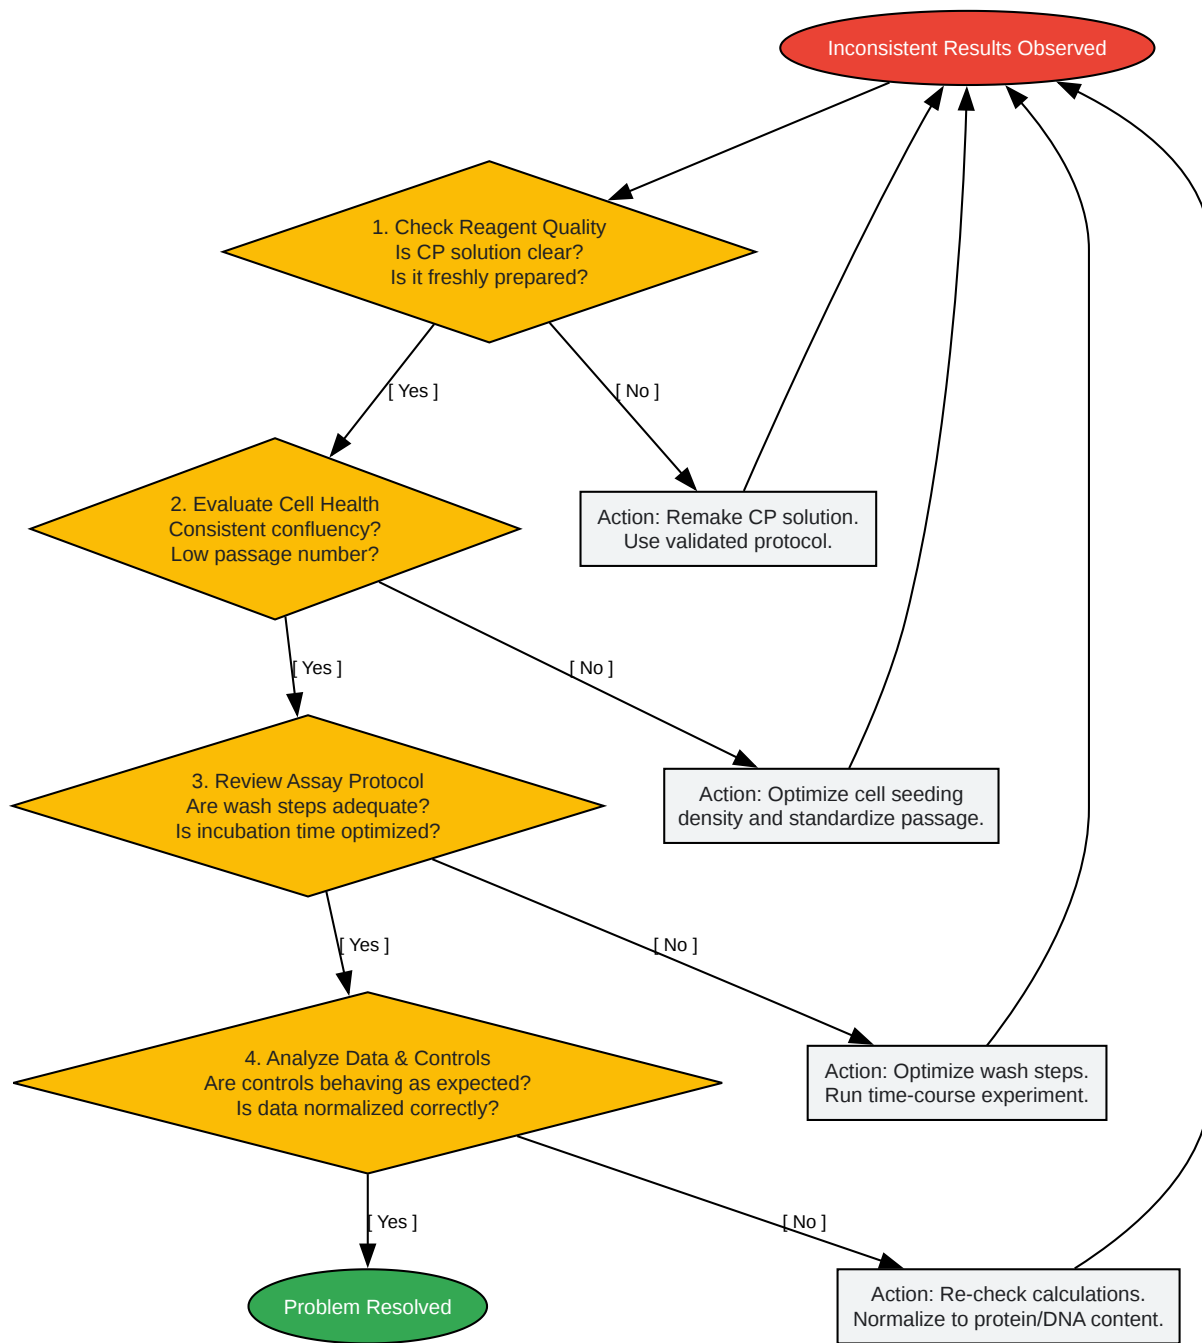 Inconsistent Results Observed
1. Check Reagent Quality
Is CP solution clear?
Is it freshly prepared?
[ Yes ]
[ No ]
2. Evaluate Cell Health
Consistent confluency?
Low passage number?
Action: Remake CP solution.
Use validated protocol.
[ Yes ]
[ No ]
3. Review Assay Protocol
Are wash steps adequate?
Is incubation time optimized?
Action: Optimize cell seeding
density and standardize passage.
[ Yes ]
[ No ]
4. Analyze Data & Controls
Are controls behaving as expected?
Is data normalized correctly?
Action: Optimize wash steps.
Run time-course experiment.
[ Yes ]
[ No ]
Problem Resolved
Action: Re-check calculations.
Normalize to protein/DNA content.